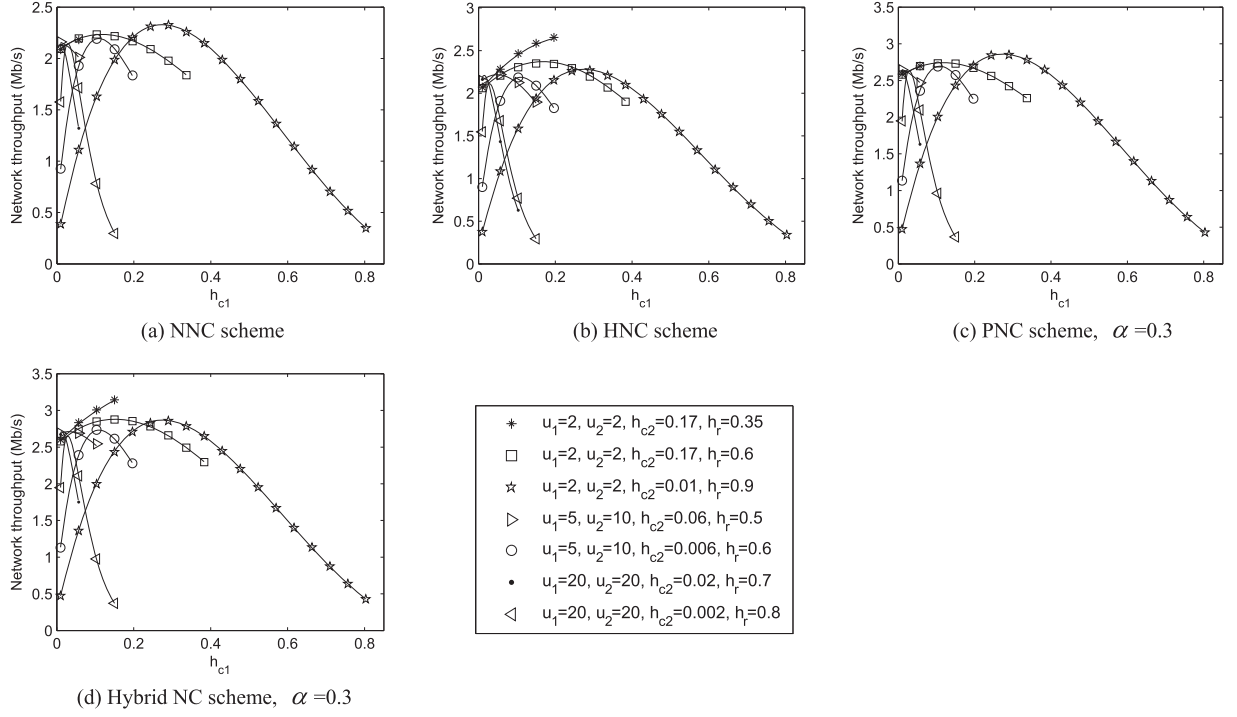 2.5
2
1.5
1
0.5
0
0 0.2 0.4 0.6 0.8
Network throughput (Mb/s)
h_c1
(a) NNC scheme
3
2.5
2
1.5
1
0.5
0
0 0.2 0.4 0.6 0.8
Network throughput (Mb/s)
h_c1
(b) HNC scheme
3.5
3
2.5
2
1.5
1
0.5
0
0 0.2 0.4 0.6 0.8
Network throughput (Mb/s)
h_c1
(c) PNC scheme, α =0.3
3.5
3
2.5
2
1.5
1
0.5
0
0 0.2 0.4 0.6 0.8
Network throughput (Mb/s)
h_c1
(d) Hybrid NC scheme, α =0.3
u_1=2, u_2=2, h_c2=0.17, h_r=0.35
u_1=2, u_2=2, h_c2=0.17, h_r=0.6
u_1=2, u_2=2, h_c2=0.01, h_r=0.9
u_1=5, u_2=10, h_c2=0.06, h_r=0.5
u_1=5, u_2=10, h_c2=0.006, h_r=0.6
u_1=20, u_2=20, h_c2=0.02, h_r=0.7
u_1=20, u_2=20, h_c2=0.002, h_r=0.8